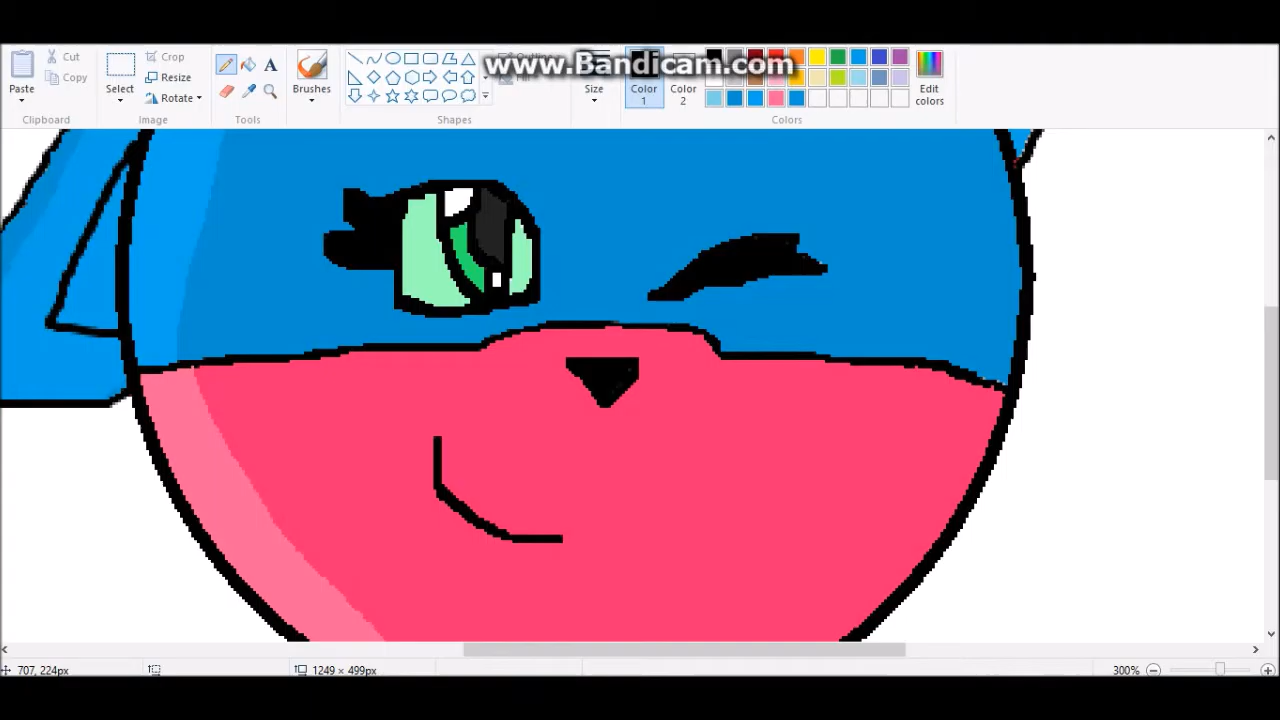 www.Bandicam.com
Cut
Crop
Copy
Resize
Rotate
Paste
Select
A
Brushes
Size
Color 1
Color 2
Edit colors
Clipboard
Image
Tools
Shapes
Colors
707, 224px
1249 × 499px
300%